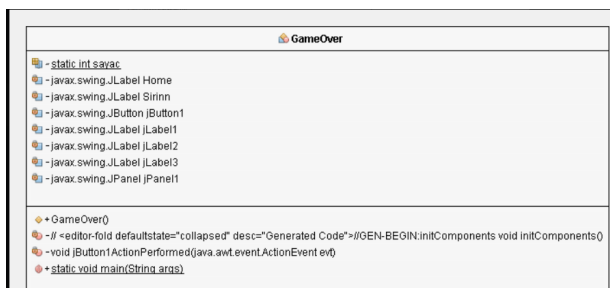 GameOver
- static int sayac
- javax.swing.JLabel Home
- javax.swing.JLabel Sirinn
- javax.swing.JButton jButton1
- javax.swing.JLabel jLabel1
- javax.swing.JLabel jLabel2
- javax.swing.JLabel jLabel3
- javax.swing.JPanel jPanel1
+ GameOver()
- // <editor-fold defaultstate="collapsed" desc="Generated Code">//GEN-BEGIN:initComponents void initComponents()
- void jButton1ActionPerformed(java.awt.event.ActionEvent evt)
+ static void main(String args)